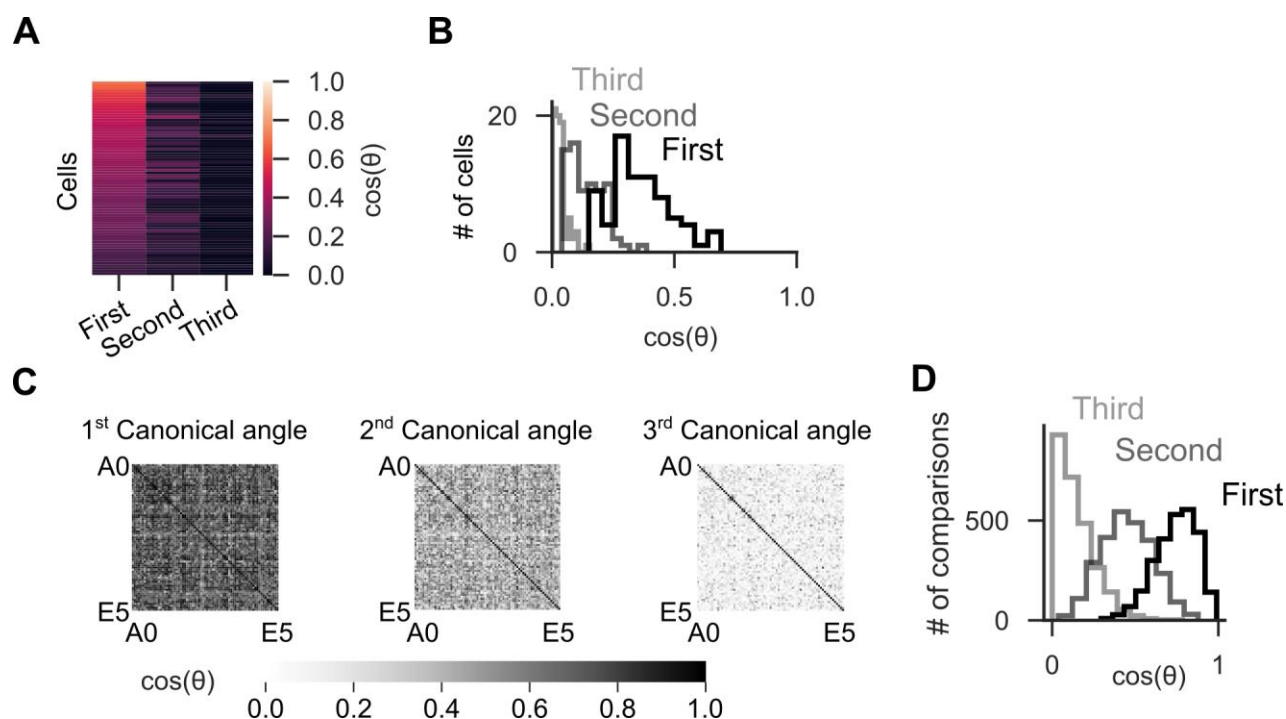 A
Cells
1.0
0.8
0.6
0.4
0.2
0.0
cos(θ)
First
Second
Third
B
Third
Second
First
20
0
# of cells
0.0
0.5
1.0
cos(θ)
C
1st Canonical angle
A0
E5
A0
E5
2nd Canonical angle
A0
E5
A0
E5
3rd Canonical angle
A0
E5
A0
E5
cos(θ)
0.0
0.2
0.4
0.6
0.8
1.0
D
Third
Second
First
500
0
# of comparisons
0
1
cos(θ)